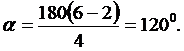 α = 180(6 − 2) / 4 = 120⁰.